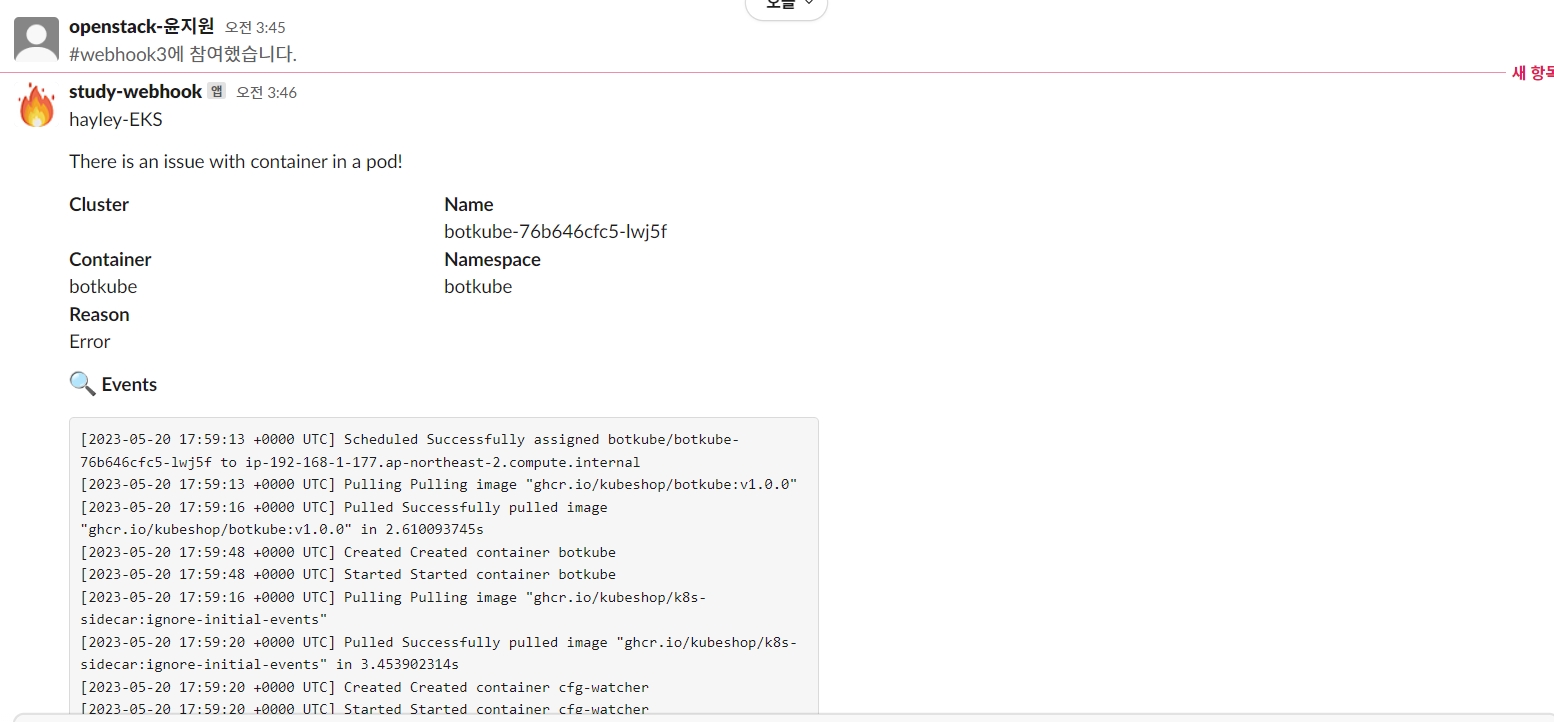 오늘
openstack-윤지원 오전 3:45
#webhook3에 참여했습니다.
새 항목
study-webhook 앱 오전 3:46
hayley-EKS
There is an issue with container in a pod!
Cluster Name
botkube-76b646cfc5-lwj5f
Container Namespace
botkube botkube
Reason
Error
Events
[2023-05-20 17:59:13 +0000 UTC] Scheduled Successfully assigned botkube/botkube-
76b646cfc5-lwj5f to ip-192-168-1-177.ap-northeast-2.compute.internal
[2023-05-20 17:59:13 +0000 UTC] Pulling Pulling image "ghcr.io/kubeshop/botkube:v1.0.0"
[2023-05-20 17:59:16 +0000 UTC] Pulled Successfully pulled image
"ghcr.io/kubeshop/botkube:v1.0.0" in 2.610093745s
[2023-05-20 17:59:48 +0000 UTC] Created Created container botkube
[2023-05-20 17:59:48 +0000 UTC] Started Started container botkube
[2023-05-20 17:59:16 +0000 UTC] Pulling Pulling image "ghcr.io/kubeshop/k8s-
sidecar:ignore-initial-events"
[2023-05-20 17:59:20 +0000 UTC] Pulled Successfully pulled image "ghcr.io/kubeshop/k8s-
sidecar:ignore-initial-events" in 3.453902314s
[2023-05-20 17:59:20 +0000 UTC] Created Created container cfg-watcher
[2023-05-20 17:59:20 +0000 UTC] Started Started container cfg-watcher